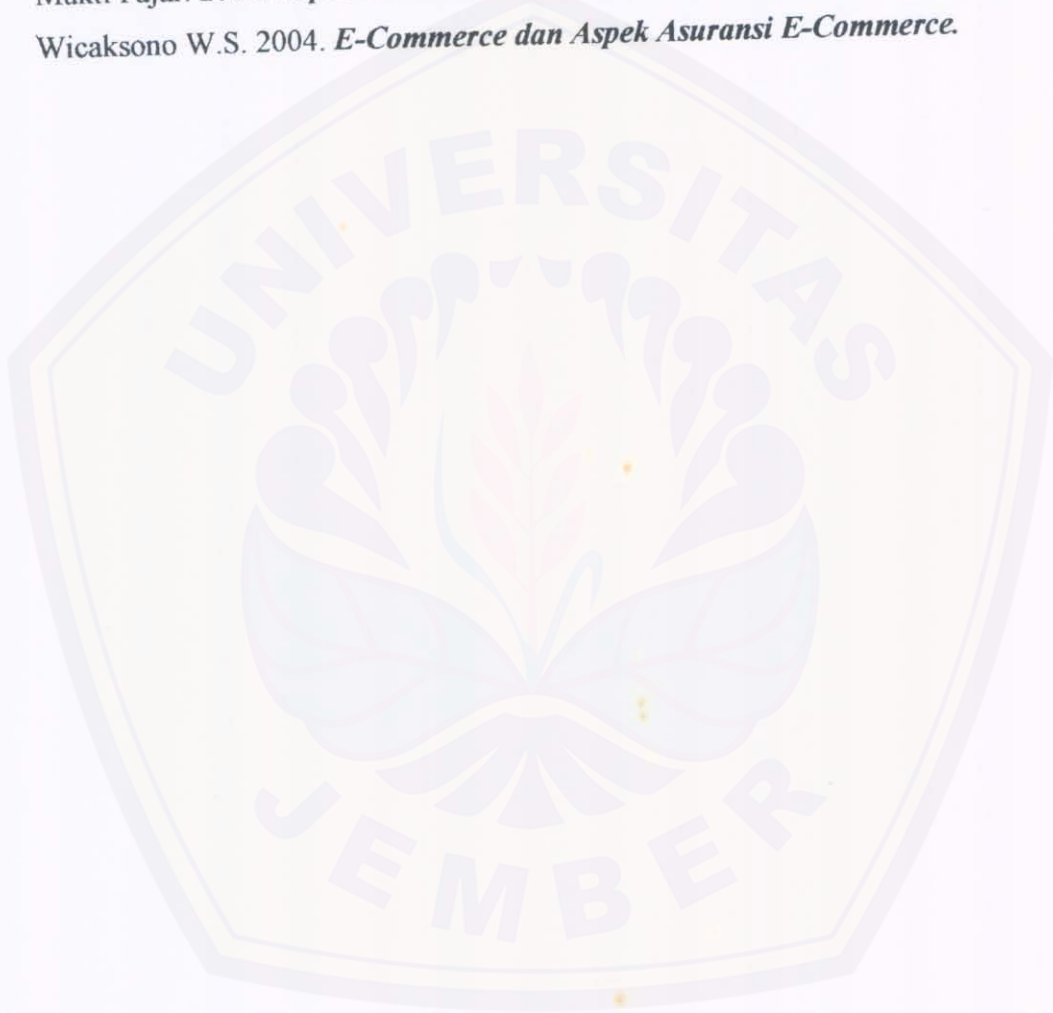 Wicaksono W.S. 2004. E-Commerce dan Aspek Asuransi E-Commerce.
UNIVERSITAS
JEMBER